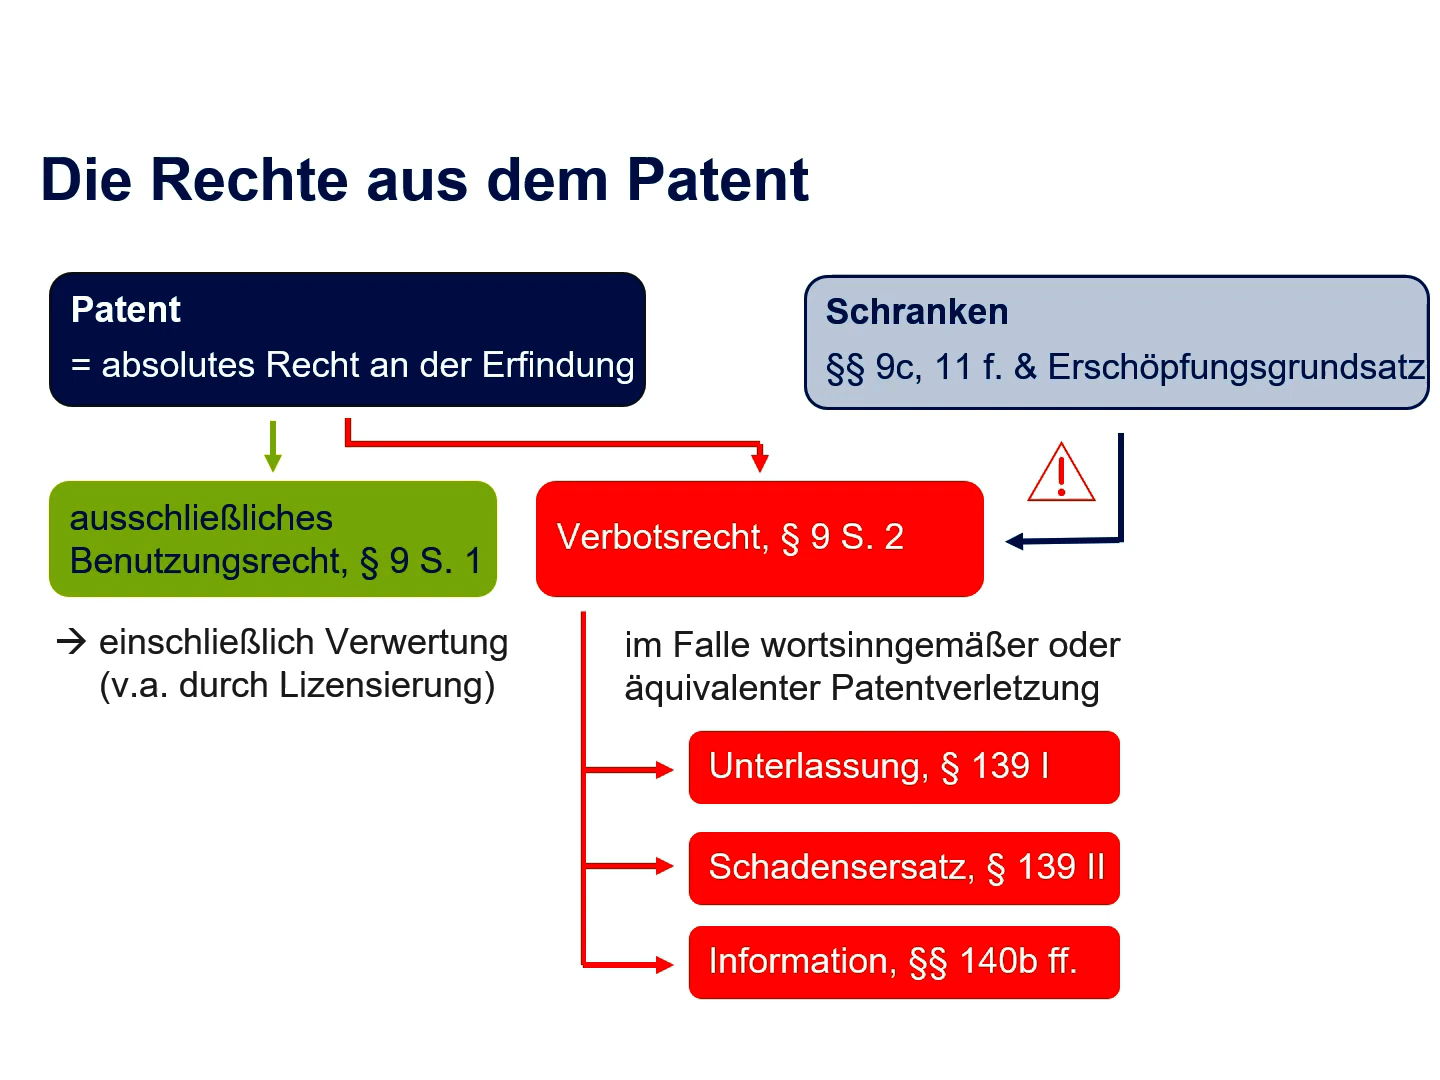 Die Rechte aus dem Patent
Patent
= absolutes Recht an der Erfindung
Schranken
§§ 9c, 11 f. & Erschöpfungsgrundsatz
ausschließliches
Benutzungsrecht, § 9 S. 1
Verbotsrecht, § 9 S. 2
→ einschließlich Verwertung
(v.a. durch Lizensierung)
im Falle wortsinngemäßer oder
äquivalenter Patentverletzung
Unterlassung, § 139 I
Schadensersatz, § 139 II
Information, §§ 140b ff.